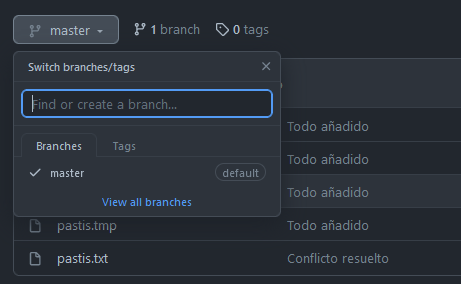 master 1 branch 0 tags
Switch branches/tags
Find or create a branch...
Branches Tags
master default
View all branches
Todo añadido
Todo añadido
Todo añadido
pastis.tmp Todo añadido
pastis.txt Conflicto resuelto